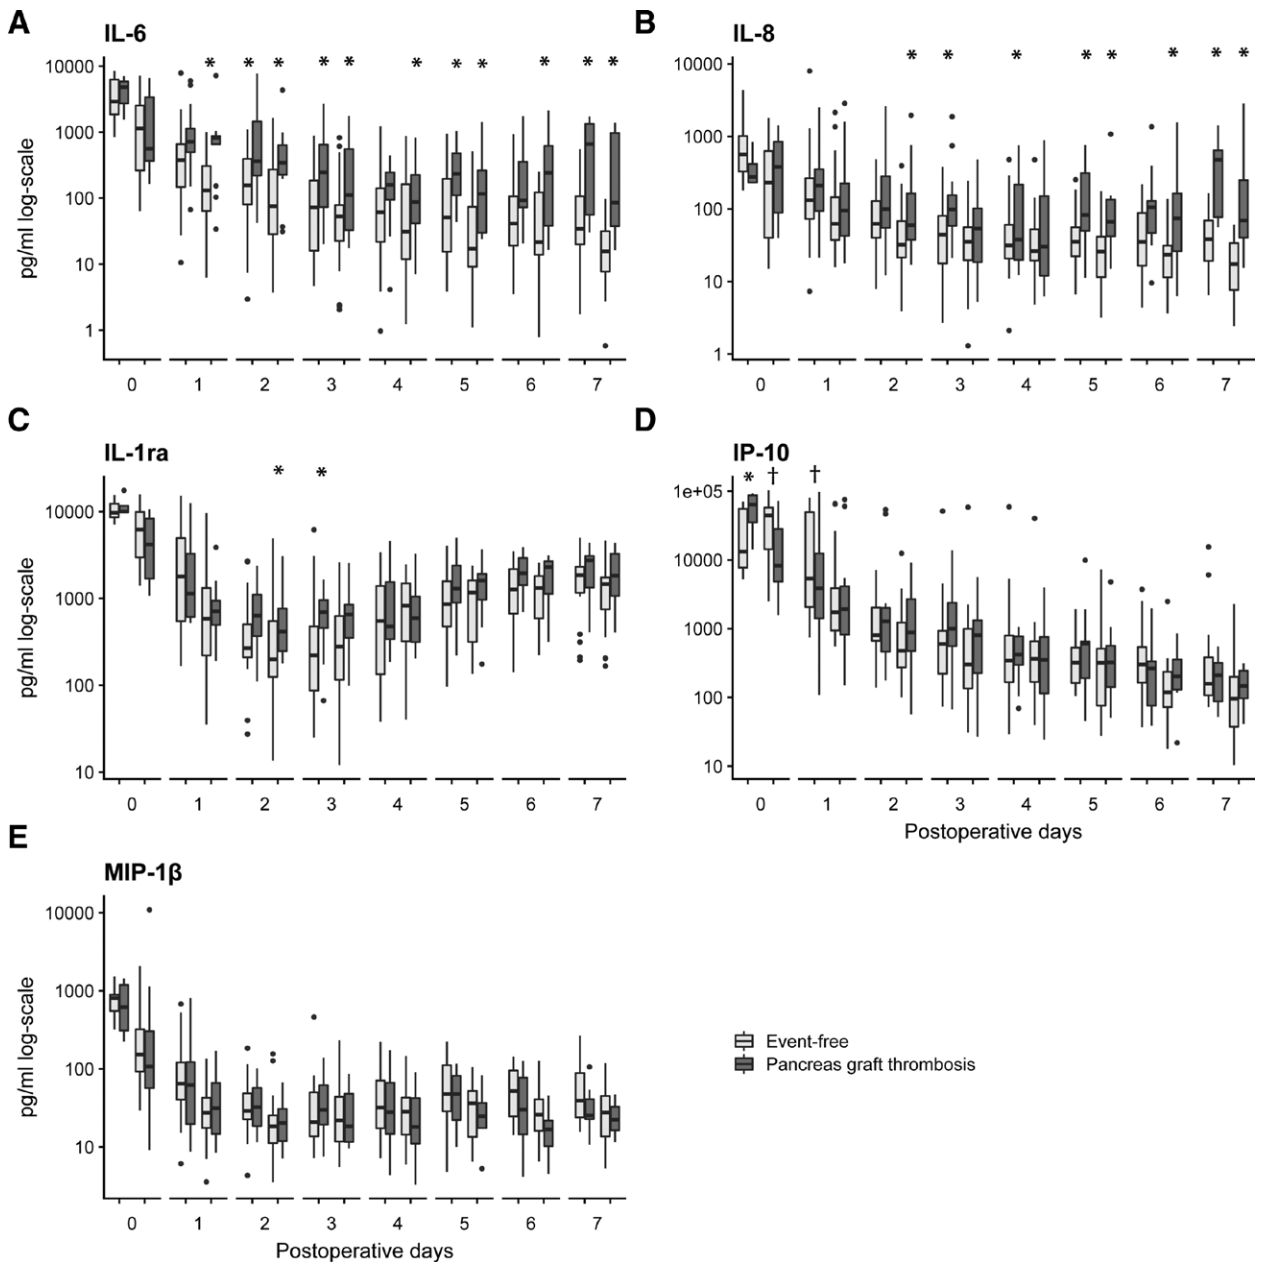 A
IL-6
pg/ml log-scale
10000
1000
100
10
1
* * * * * * * * * * *
0 1 2 3 4 5 6 7
B
IL-8
10000
1000
100
10
1
* * * * * * * *
0 1 2 3 4 5 6 7
C
IL-1ra
pg/ml log-scale
10000
1000
100
10
* *
0 1 2 3 4 5 6 7
D
IP-10
1e+05
10000
1000
100
10
* † †
0 1 2 3 4 5 6 7
Postoperative days
E
MIP-1β
pg/ml log-scale
10000
1000
100
10
0 1 2 3 4 5 6 7
Postoperative days
Event-free
Pancreas graft thrombosis